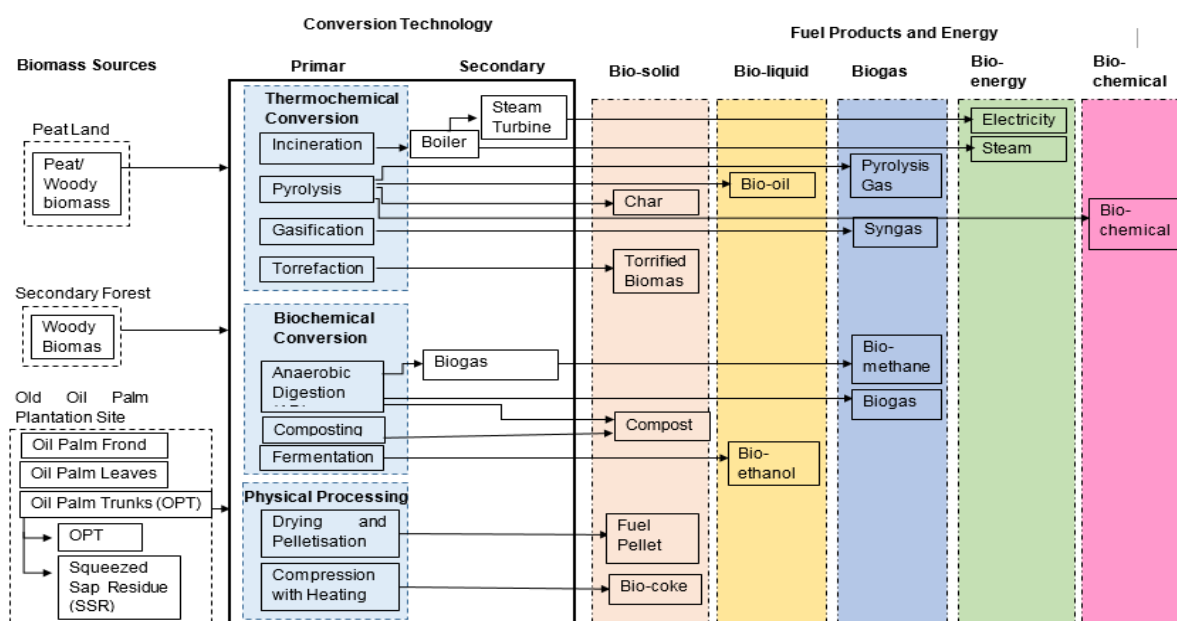 Conversion Technology
Fuel Products and Energy
Biomass Sources
Primar
Secondary
Bio-solid
Bio-liquid
Biogas
Bio-
energy
Bio-
chemical
Peat Land
Peat/
Woody
biomass
Secondary Forest
Woody
Biomas
Old Oil Palm
Plantation Site
Oil Palm Frond
Oil Palm Leaves
Oil Palm Trunks (OPT)
OPT
Squeezed
Sap Residue
(SSR)
Thermochemical
Conversion
Incineration
Pyrolysis
Gasification
Torrefaction
Boiler
Steam
Turbine
Biochemical
Conversion
Anaerobic
Digestion
Composting
Fermentation
Biogas
Physical Processing
Drying and
Pelletisation
Compression
with Heating
Char
Torrified
Biomas
Compost
Fuel
Pellet
Bio-coke
Bio-oil
Bio-
ethanol
Pyrolysis
Gas
Syngas
Bio-
methane
Biogas
Electricity
Steam
Bio-
chemical